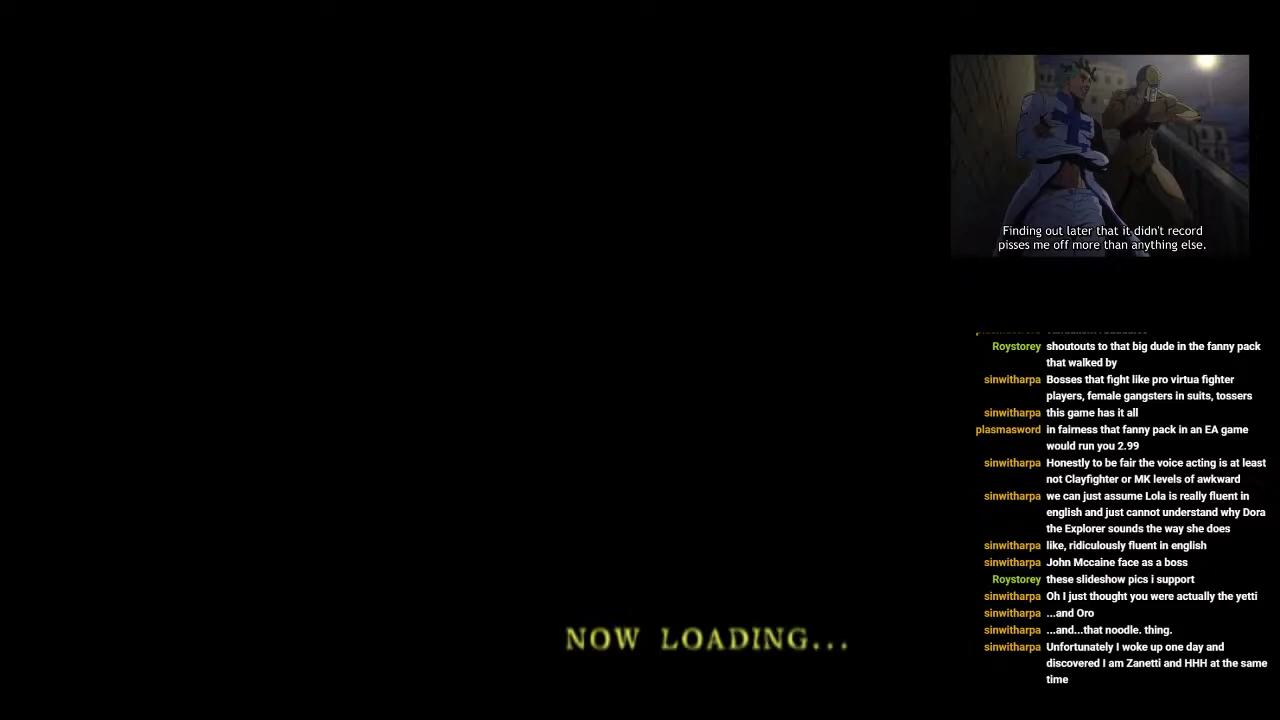 Finding out later that it didn't record
pisses me off more than anything else.
Roystorey shoutouts to that big dude in the fanny pack
that walked by
sinwitharpa Bosses that fight like pro virtua fighter
players, female gangsters in suits, tossers
sinwitharpa this game has it all
plasmasword in fairness that fanny pack in an EA game
would run you 2.99
sinwitharpa Honestly to be fair the voice acting is at least
not Clayfighter or MK levels of awkward
sinwitharpa we can just assume Lola is really fluent in
english and just cannot understand why Dora
the Explorer sounds the way she does
sinwitharpa like, ridiculously fluent in english
sinwitharpa John Mccaine face as a boss
Roystorey these slideshow pics i support
sinwitharpa Oh I just thought you were actually the yetti
sinwitharpa ...and Oro
sinwitharpa ...and...that noodle. thing.
sinwitharpa Unfortunately I woke up one day and
discovered I am Zanetti and HHH at the same
time
NOW LOADING...